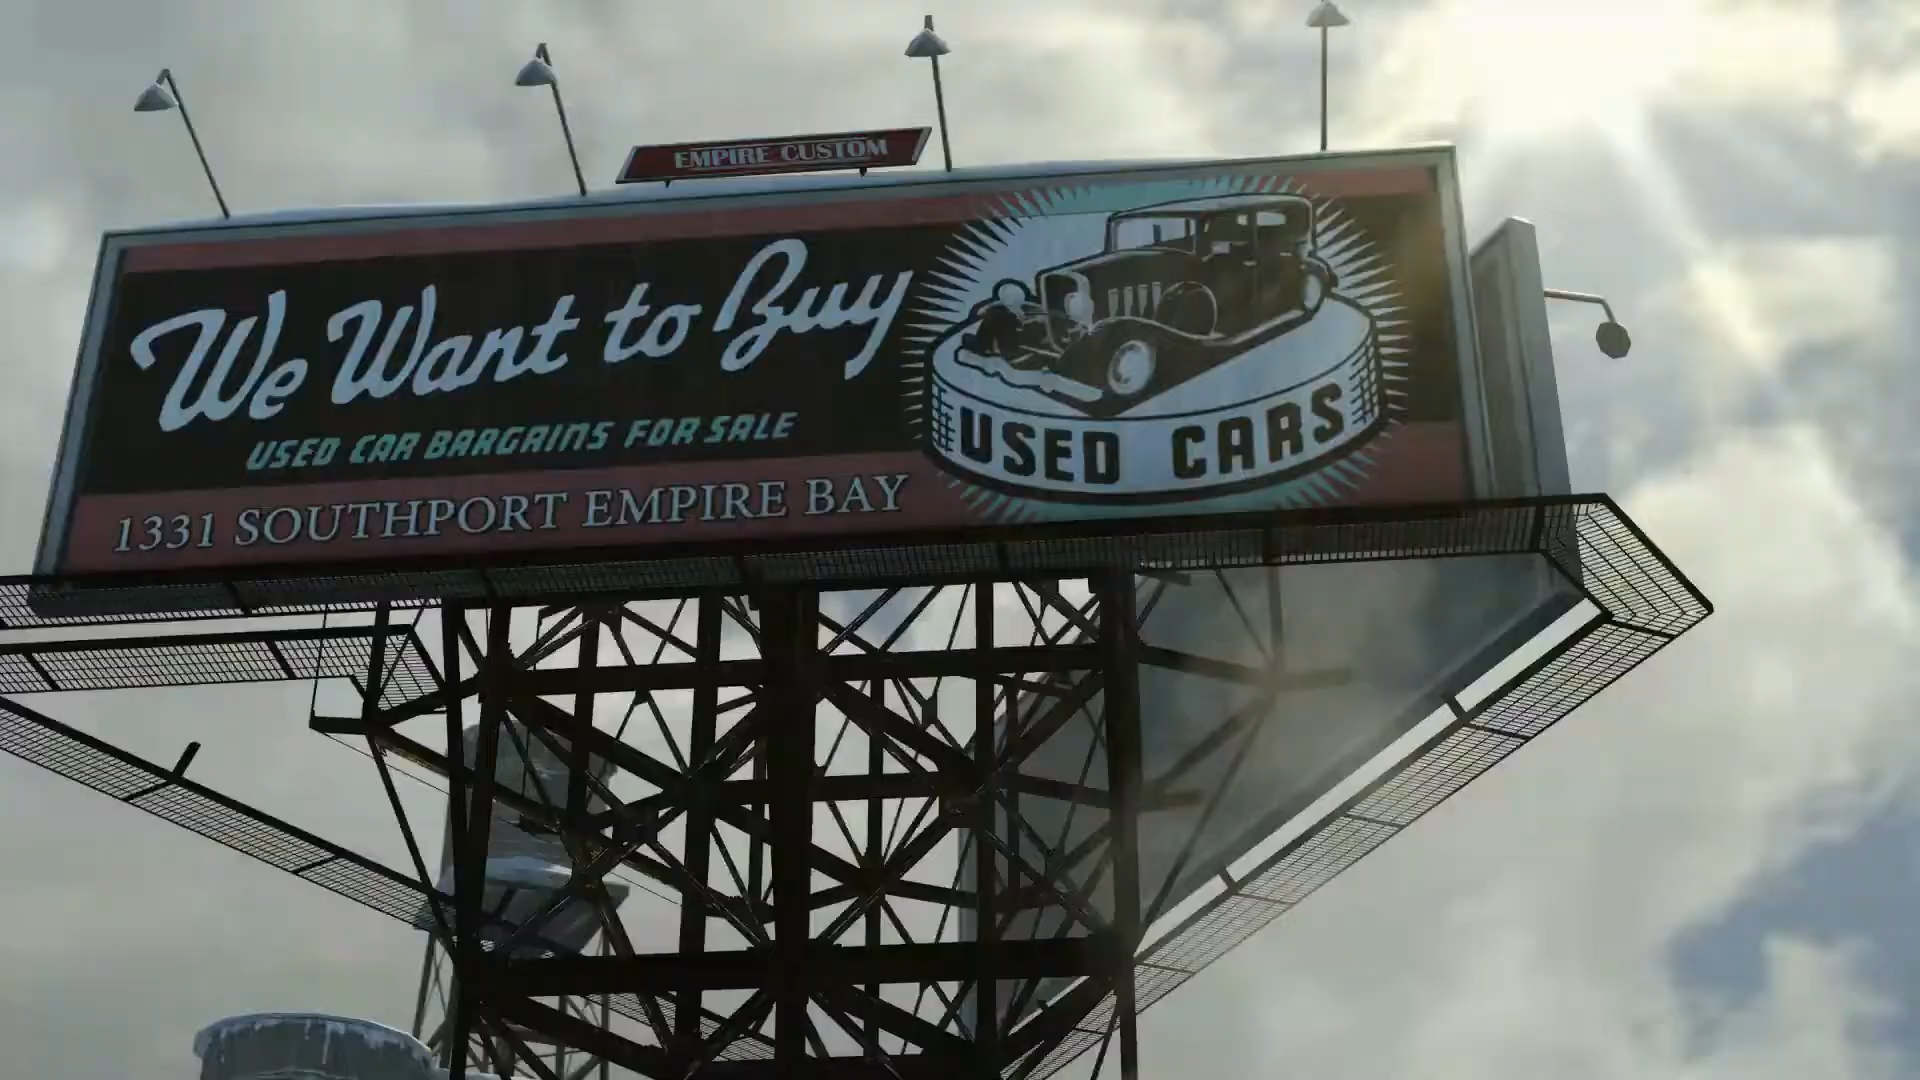 EMPIRE CUSTOM
We Want to Buy
USED CAR BARGAINS FOR SALE
1331 SOUTHPORT EMPIRE BAY
USED CARS